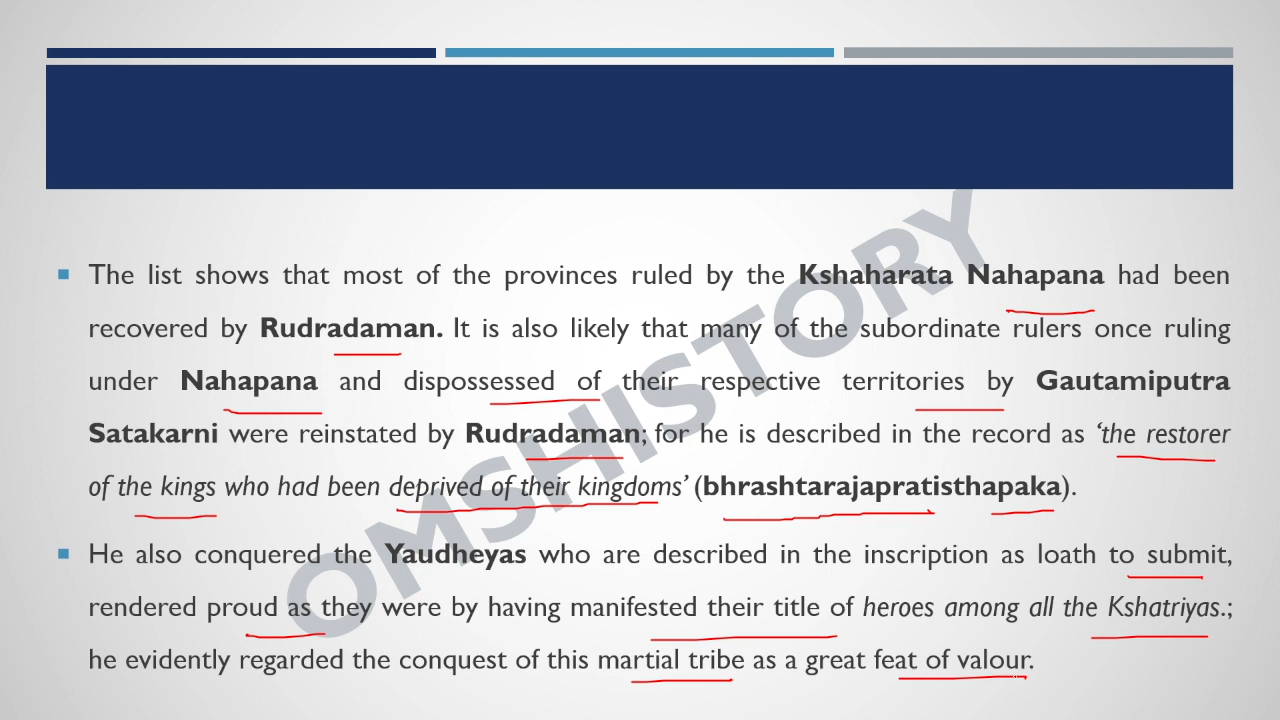 The list shows that most of the provinces ruled by the Kshaharata Nahapana had been
recovered by Rudradaman. It is also likely that many of the subordinate rulers once ruling
under Nahapana and dispossessed of their respective territories by Gautamiputra
Satakarni were reinstated by Rudradaman; for he is described in the record as ‘the restorer
of the kings who had been deprived of their kingdoms’ (bhrashtarajapratisthapaka).
He also conquered the Yaudheyas who are described in the inscription as loath to submit,
rendered proud as they were by having manifested their title of heroes among all the Kshatriyas.;
he evidently regarded the conquest of this martial tribe as a great feat of valour.
OMSHISTORY